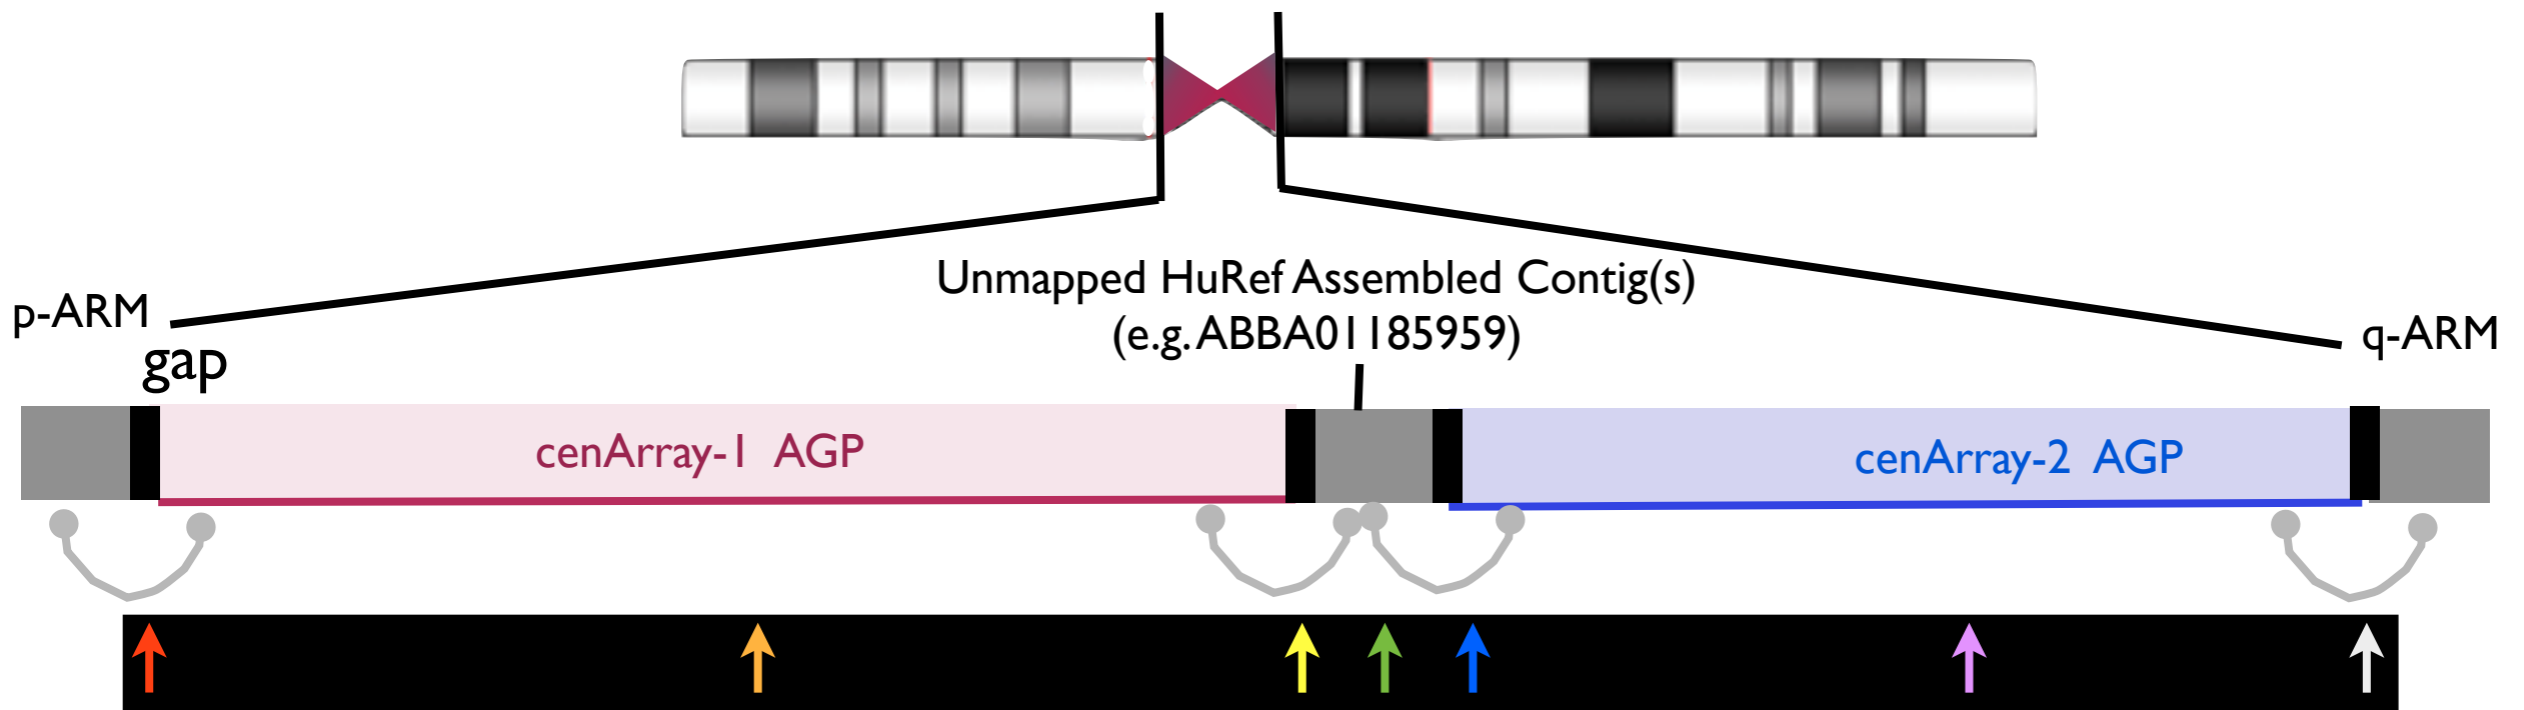 Unmapped HuRef Assembled Contig(s)
(e.g. ABBA01185959)
p-ARM
q-ARM
gap
cenArray-1 AGP
cenArray-2 AGP